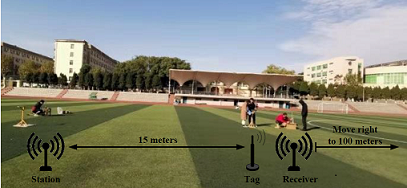 Move right
15 meters
to 100 meters
Station
Tag
Receiver